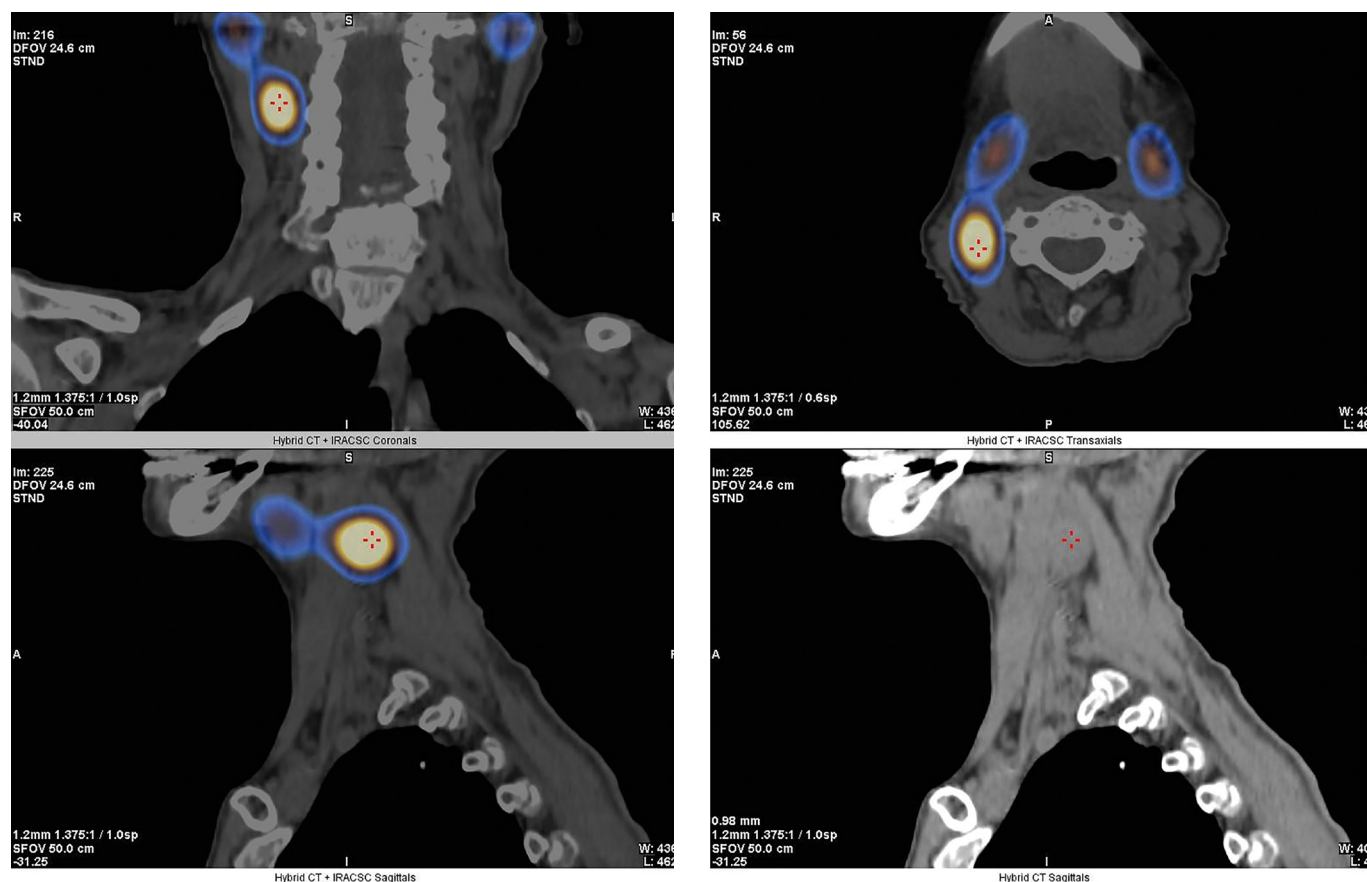 S
Im: 216
DFOV 24.6 cm
STND
R
L
1.2mm 1.375:1 / 1.0sp
SFOV 50.0 cm
-40.04
W: 436
L: 462
I
Hybrid CT + IRACSC Coronals
A
Im: 56
DFOV 24.6 cm
STND
R
1.2mm 1.375:1 / 0.6sp
SFOV 50.0 cm
105.62
W: 43
L: 46
P
Hybrid CT + IRACSC Transaxials
S
Im: 225
DFOV 24.6 cm
STND
A
1.2mm 1.375:1 / 1.0sp
SFOV 50.0 cm
-31.25
W: 436
L: 462
I
Hybrid CT + IRACSC Sagittals
S
Im: 225
DFOV 24.6 cm
STND
A
0.98 mm
1.2mm 1.375:1 / 1.0sp
SFOV 50.0 cm
-31.25
W: 40
L: 4
I
Hybrid CT Sagittals